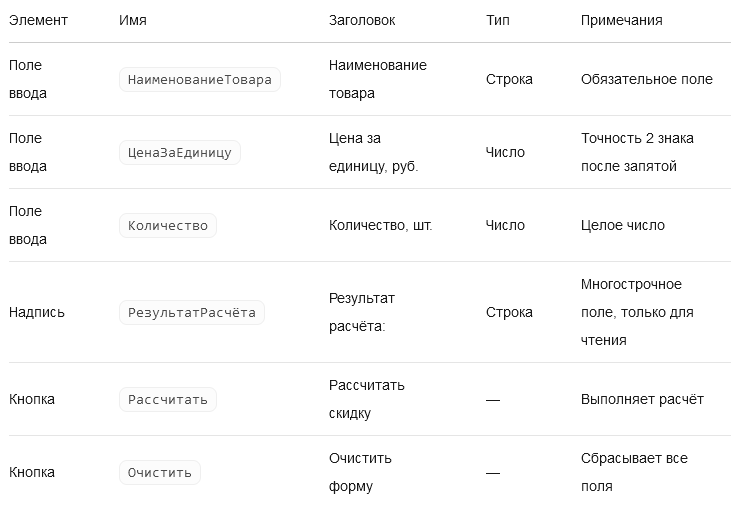 Элемент Имя Заголовок Тип Примечания
Поле ввода НаименованиеТовара Наименование товара Строка Обязательное поле
Поле ввода ЦенаЗаЕдиницу Цена за единицу, руб. Число Точность 2 знака после запятой
Поле ввода Количество Количество, шт. Число Целое число
Надпись РезультатРасчёта Результат расчёта: Строка Многострочное поле, только для чтения
Кнопка Рассчитать Рассчитать скидку — Выполняет расчёт
Кнопка Очистить Очистить форму — Сбрасывает все поля